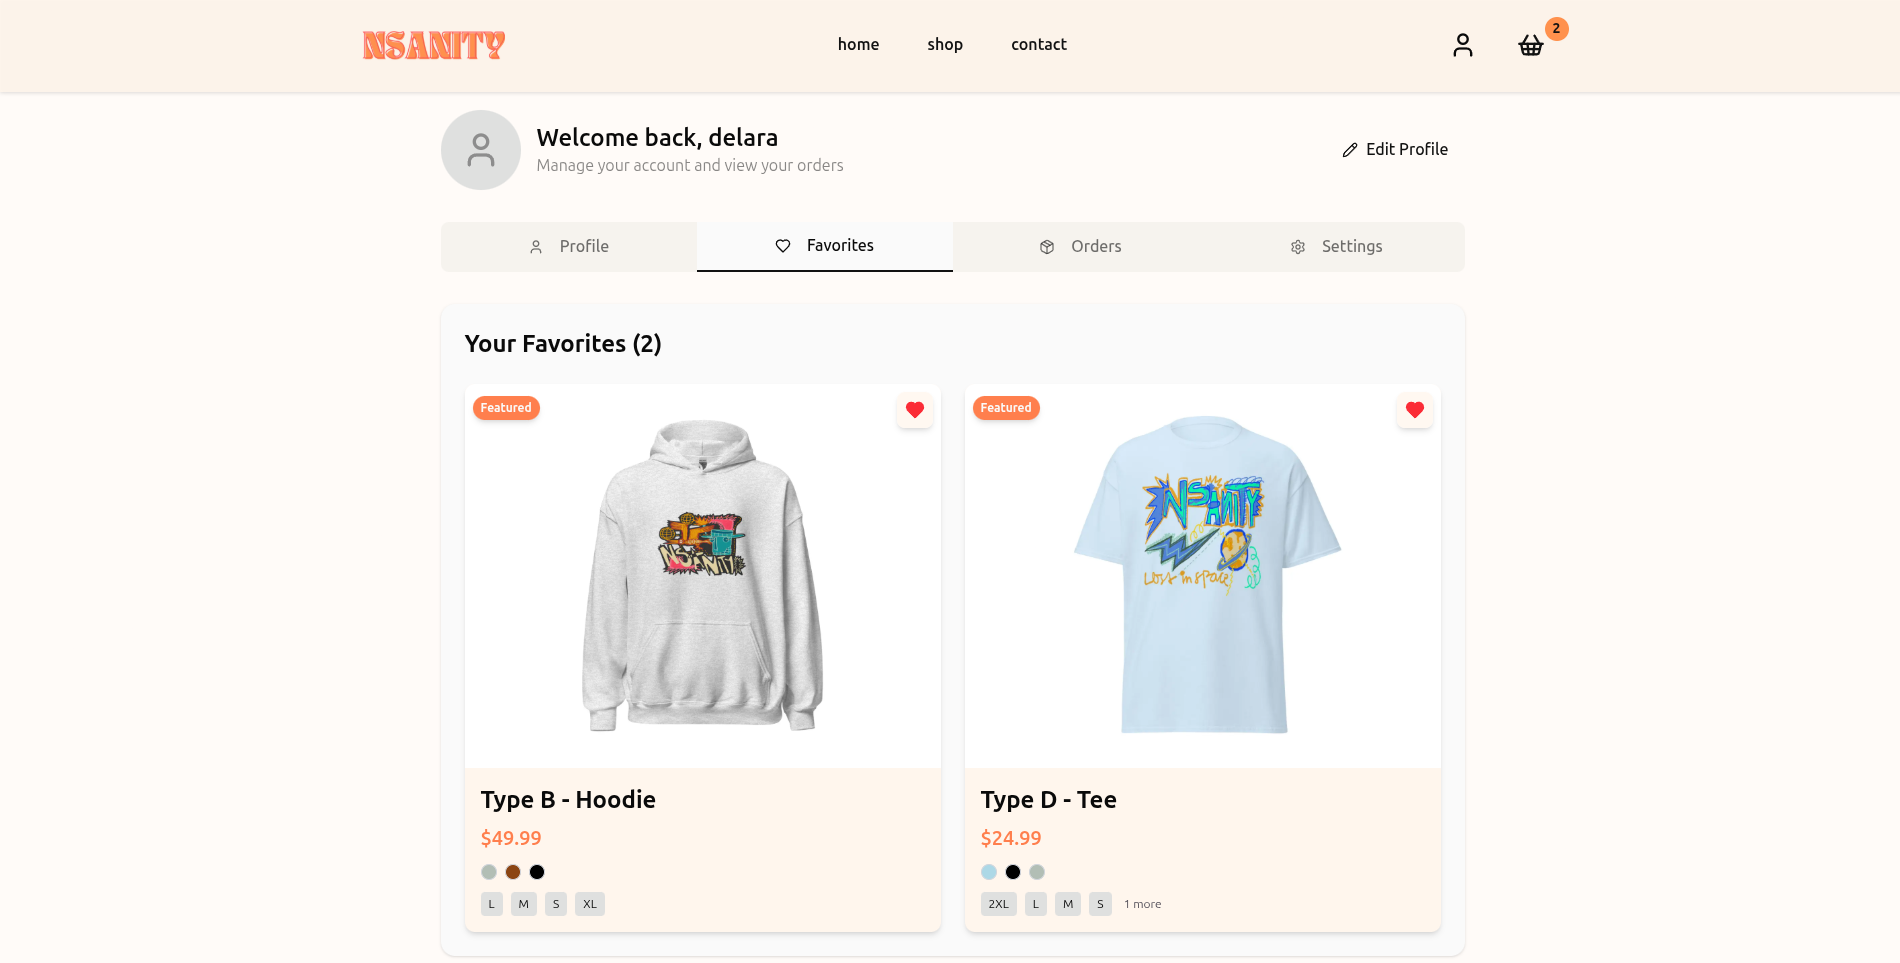 NSANITY
home
shop
contact
2
Welcome back, delara
Manage your account and view your orders
Edit Profile
Profile
Favorites
Orders
Settings
Your Favorites (2)
Featured
NSANITY
Type B - Hoodie
$49.99
L M S XL
Featured
NSANITY
Lost in space
Type D - Tee
$24.99
2XL L M S 1 more